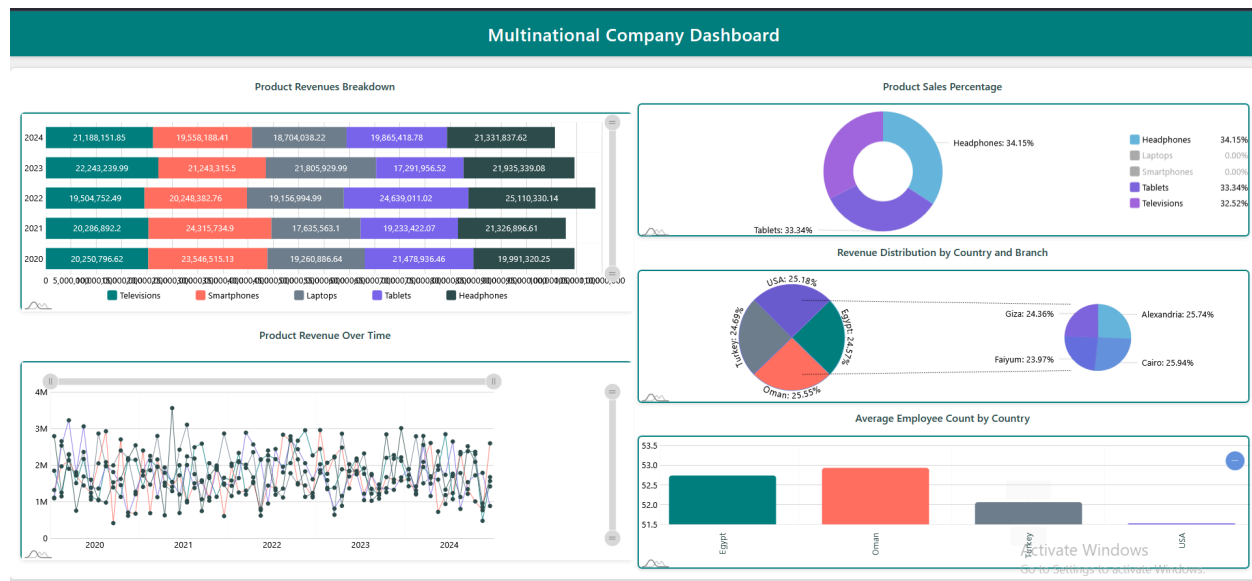 Multinational Company Dashboard
Product Revenues Breakdown
2024 21,188,151.85 19,558,188.41 18,704,038.22 19,865,418.78 21,331,837.62
2023 22,243,239.99 21,243,315.5 21,805,929.99 17,291,956.52 21,935,339.08
2022 19,504,752.49 20,248,382.76 19,156,994.99 24,639,011.02 25,110,330.14
2021 20,286,892.2 24,315,734.9 17,635,563.1 19,233,422.07 21,326,896.61
2020 20,250,796.62 23,546,515.13 19,260,886.64 21,478,936.46 19,991,320.25
0
Televisions Smartphones Laptops Tablets Headphones
Product Revenue Over Time
4M
3M
2M
1M
0
2020 2021 2022 2023 2024
Product Sales Percentage
Headphones: 34.15%
Tablets: 33.34%
Headphones 34.15%
Laptops 0.00%
Smartphones 0.00%
Tablets 33.34%
Televisions 32.52%
Revenue Distribution by Country and Branch
USA: 25.18%
Egypt: 24.57%
Oman: 25.55%
Turkey: 24.69%
Giza: 24.36%
Alexandria: 25.74%
Faiyum: 23.97%
Cairo: 25.94%
Average Employee Count by Country
53.5
53.0
52.5
52.0
51.5
Egypt Oman Turkey USA
Activate Windows
Go to Settings to activate Windows.